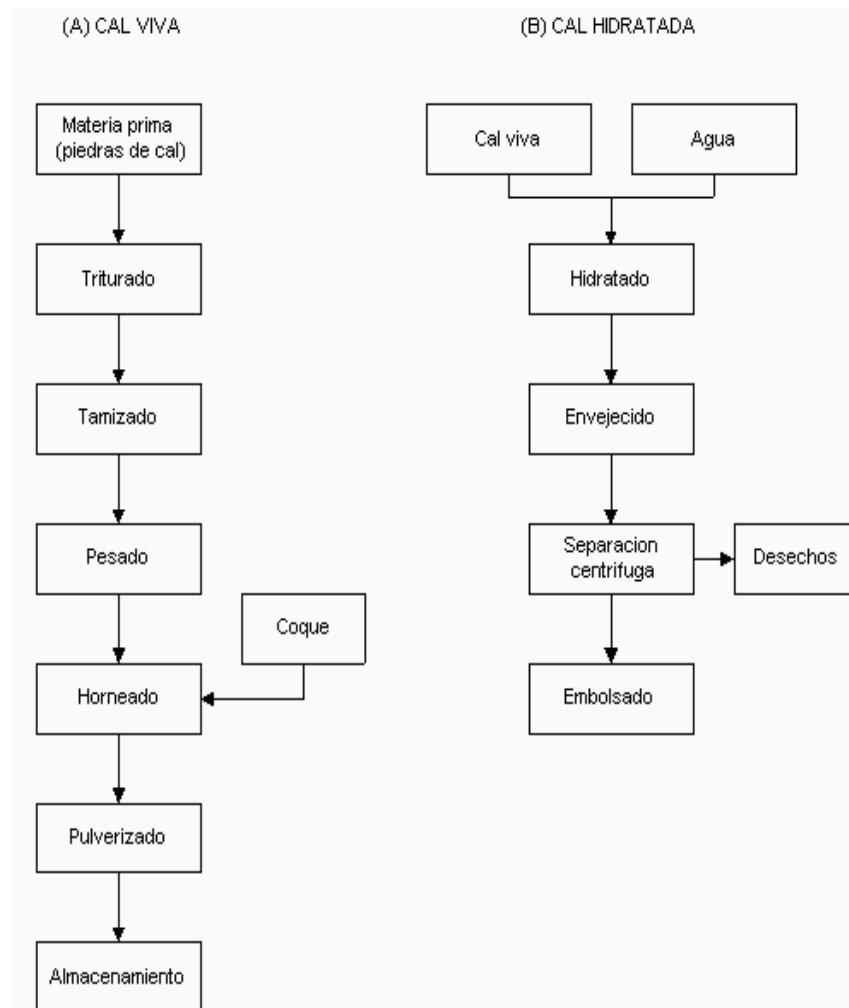 (A) CAL VIVA
Materia prima
(piedras de cal)
Triturado
Tamizado
Pesado
Coque
Horneado
Pulverizado
Almacenamiento
(B) CAL HIDRATADA
Cal viva
Agua
Hidratado
Envejecido
Separacion
centrifuga
Desechos
Embolsado